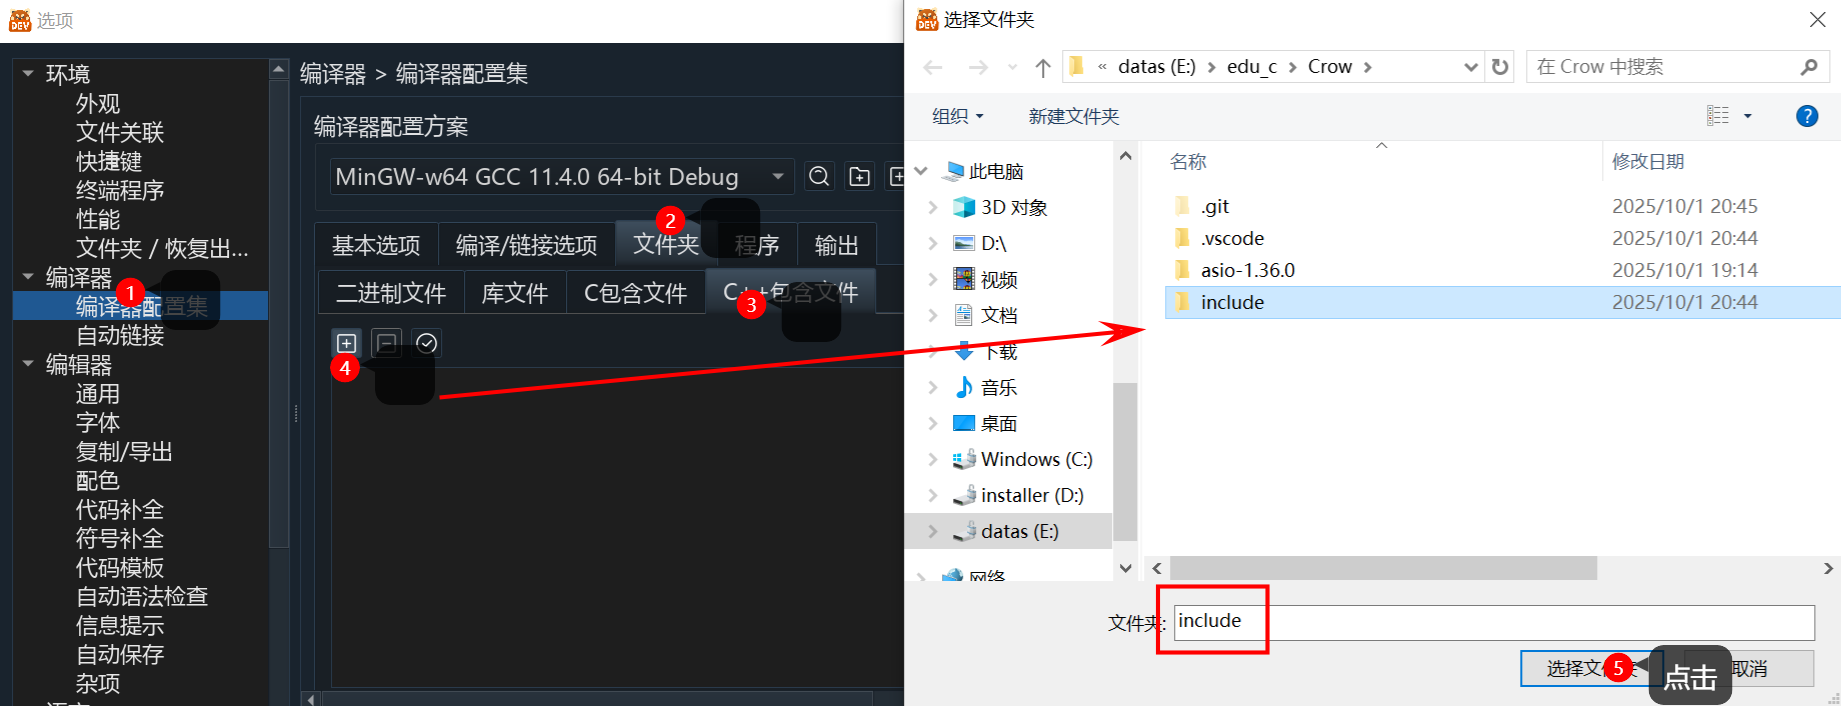 选项
环境
外观
文件关联
快捷键
终端程序
性能
文件夹 / 恢复出...
编译器
1
编译器配置集
自动链接
编辑器
通用
字体
复制/导出
配色
代码补全
符号补全
代码模板
自动语法检查
信息提示
自动保存
杂项
编译器 > 编译器配置集
编译器配置方案
MinGW-w64 GCC 11.4.0 64-bit Debug
2
基本选项 编译/链接选项 文件夹 程序 输出
二进制文件 库文件 C包含文件 C++包含文件
3
4
选择文件夹
« datas (E:) > edu_c > Crow >
在 Crow 中搜索
组织 新建文件夹
?
此电脑
3D 对象
D:\
视频
文档
下载
音乐
桌面
Windows (C:)
installer (D:)
datas (E:)
网络
名称 修改日期
.git 2025/10/1 20:45
.vscode 2025/10/1 20:44
asio-1.36.0 2025/10/1 19:14
include 2025/10/1 20:44
文件夹: include
选择文件夹 5 点击 取消